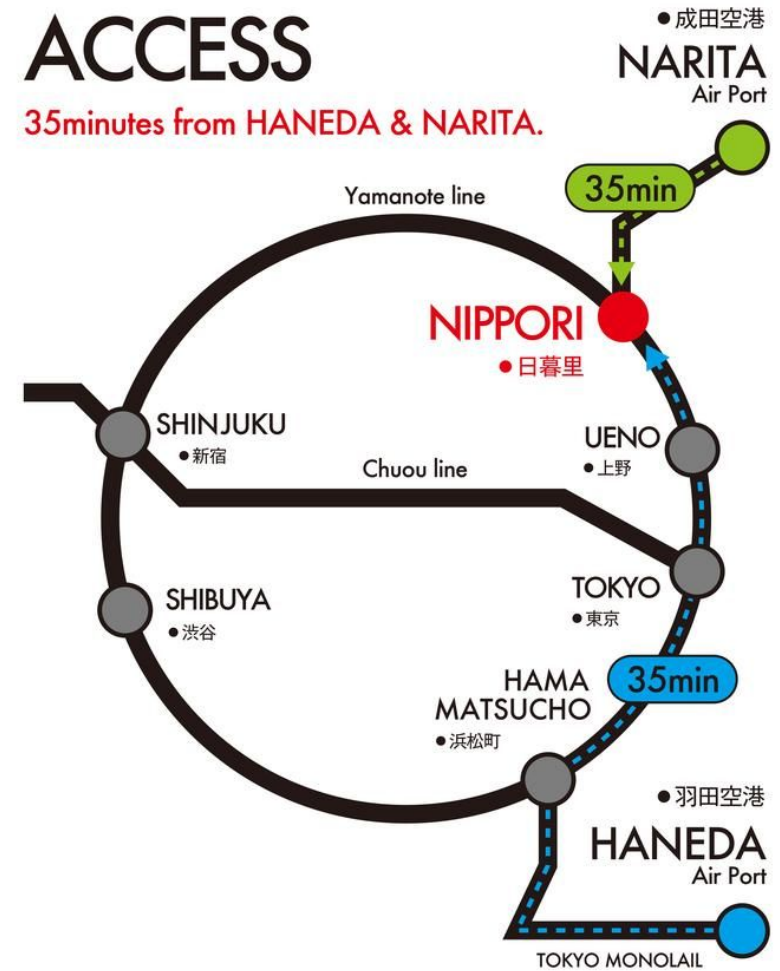 ACCESS
35minutes from HANEDA & NARITA.
●成田空港
NARITA
Air Port
35min
Yamanote line
NIPPORI
●日暮里
SHINJUKU
●新宿
UENO
●上野
Chuou line
TOKYO
●東京
SHIBUYA
●渋谷
HAMA
MATSUCHO
●浜松町
35min
●羽田空港
HANEDA
Air Port
TOKYO MONOLAIL